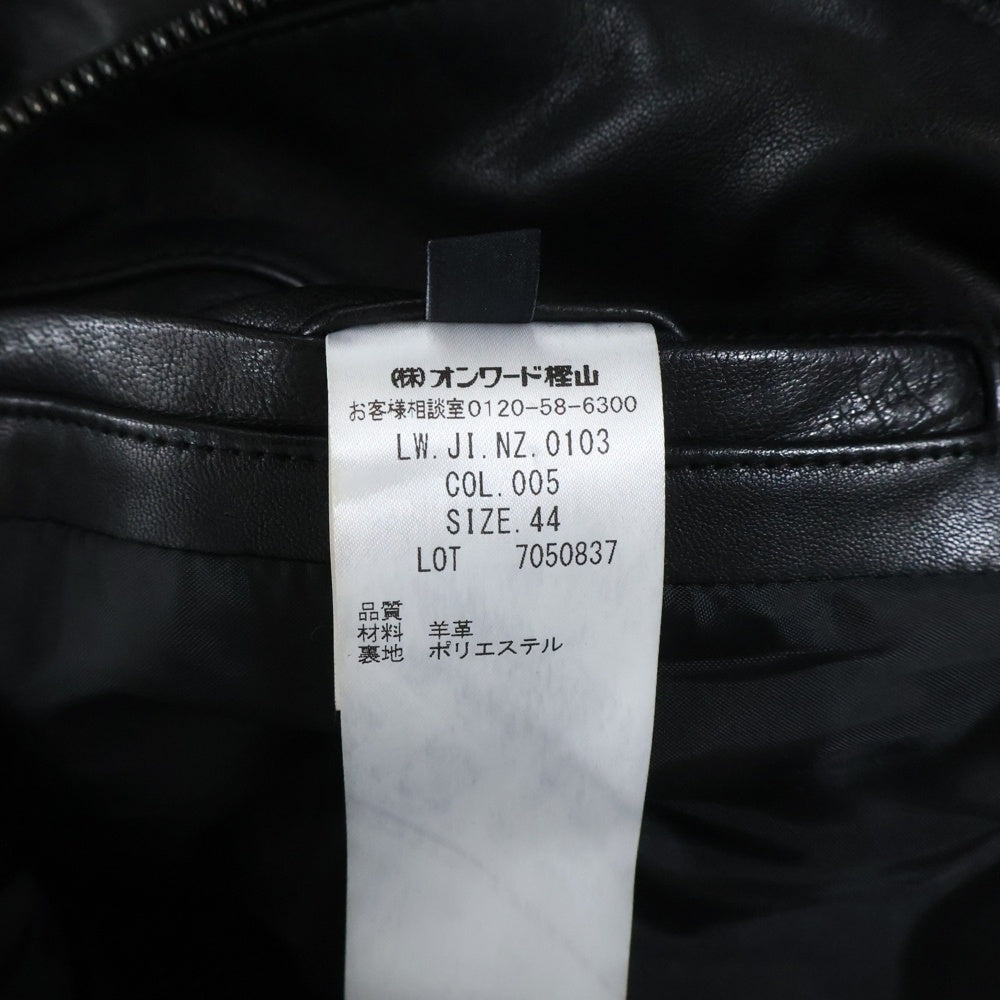 ㈱オンワード樫山
お客様相談室0120-58-6300
LW.JI.NZ.0103
COL.005
SIZE.44
LOT 7050837
品質
材料 羊革
裏地 ポリエステル